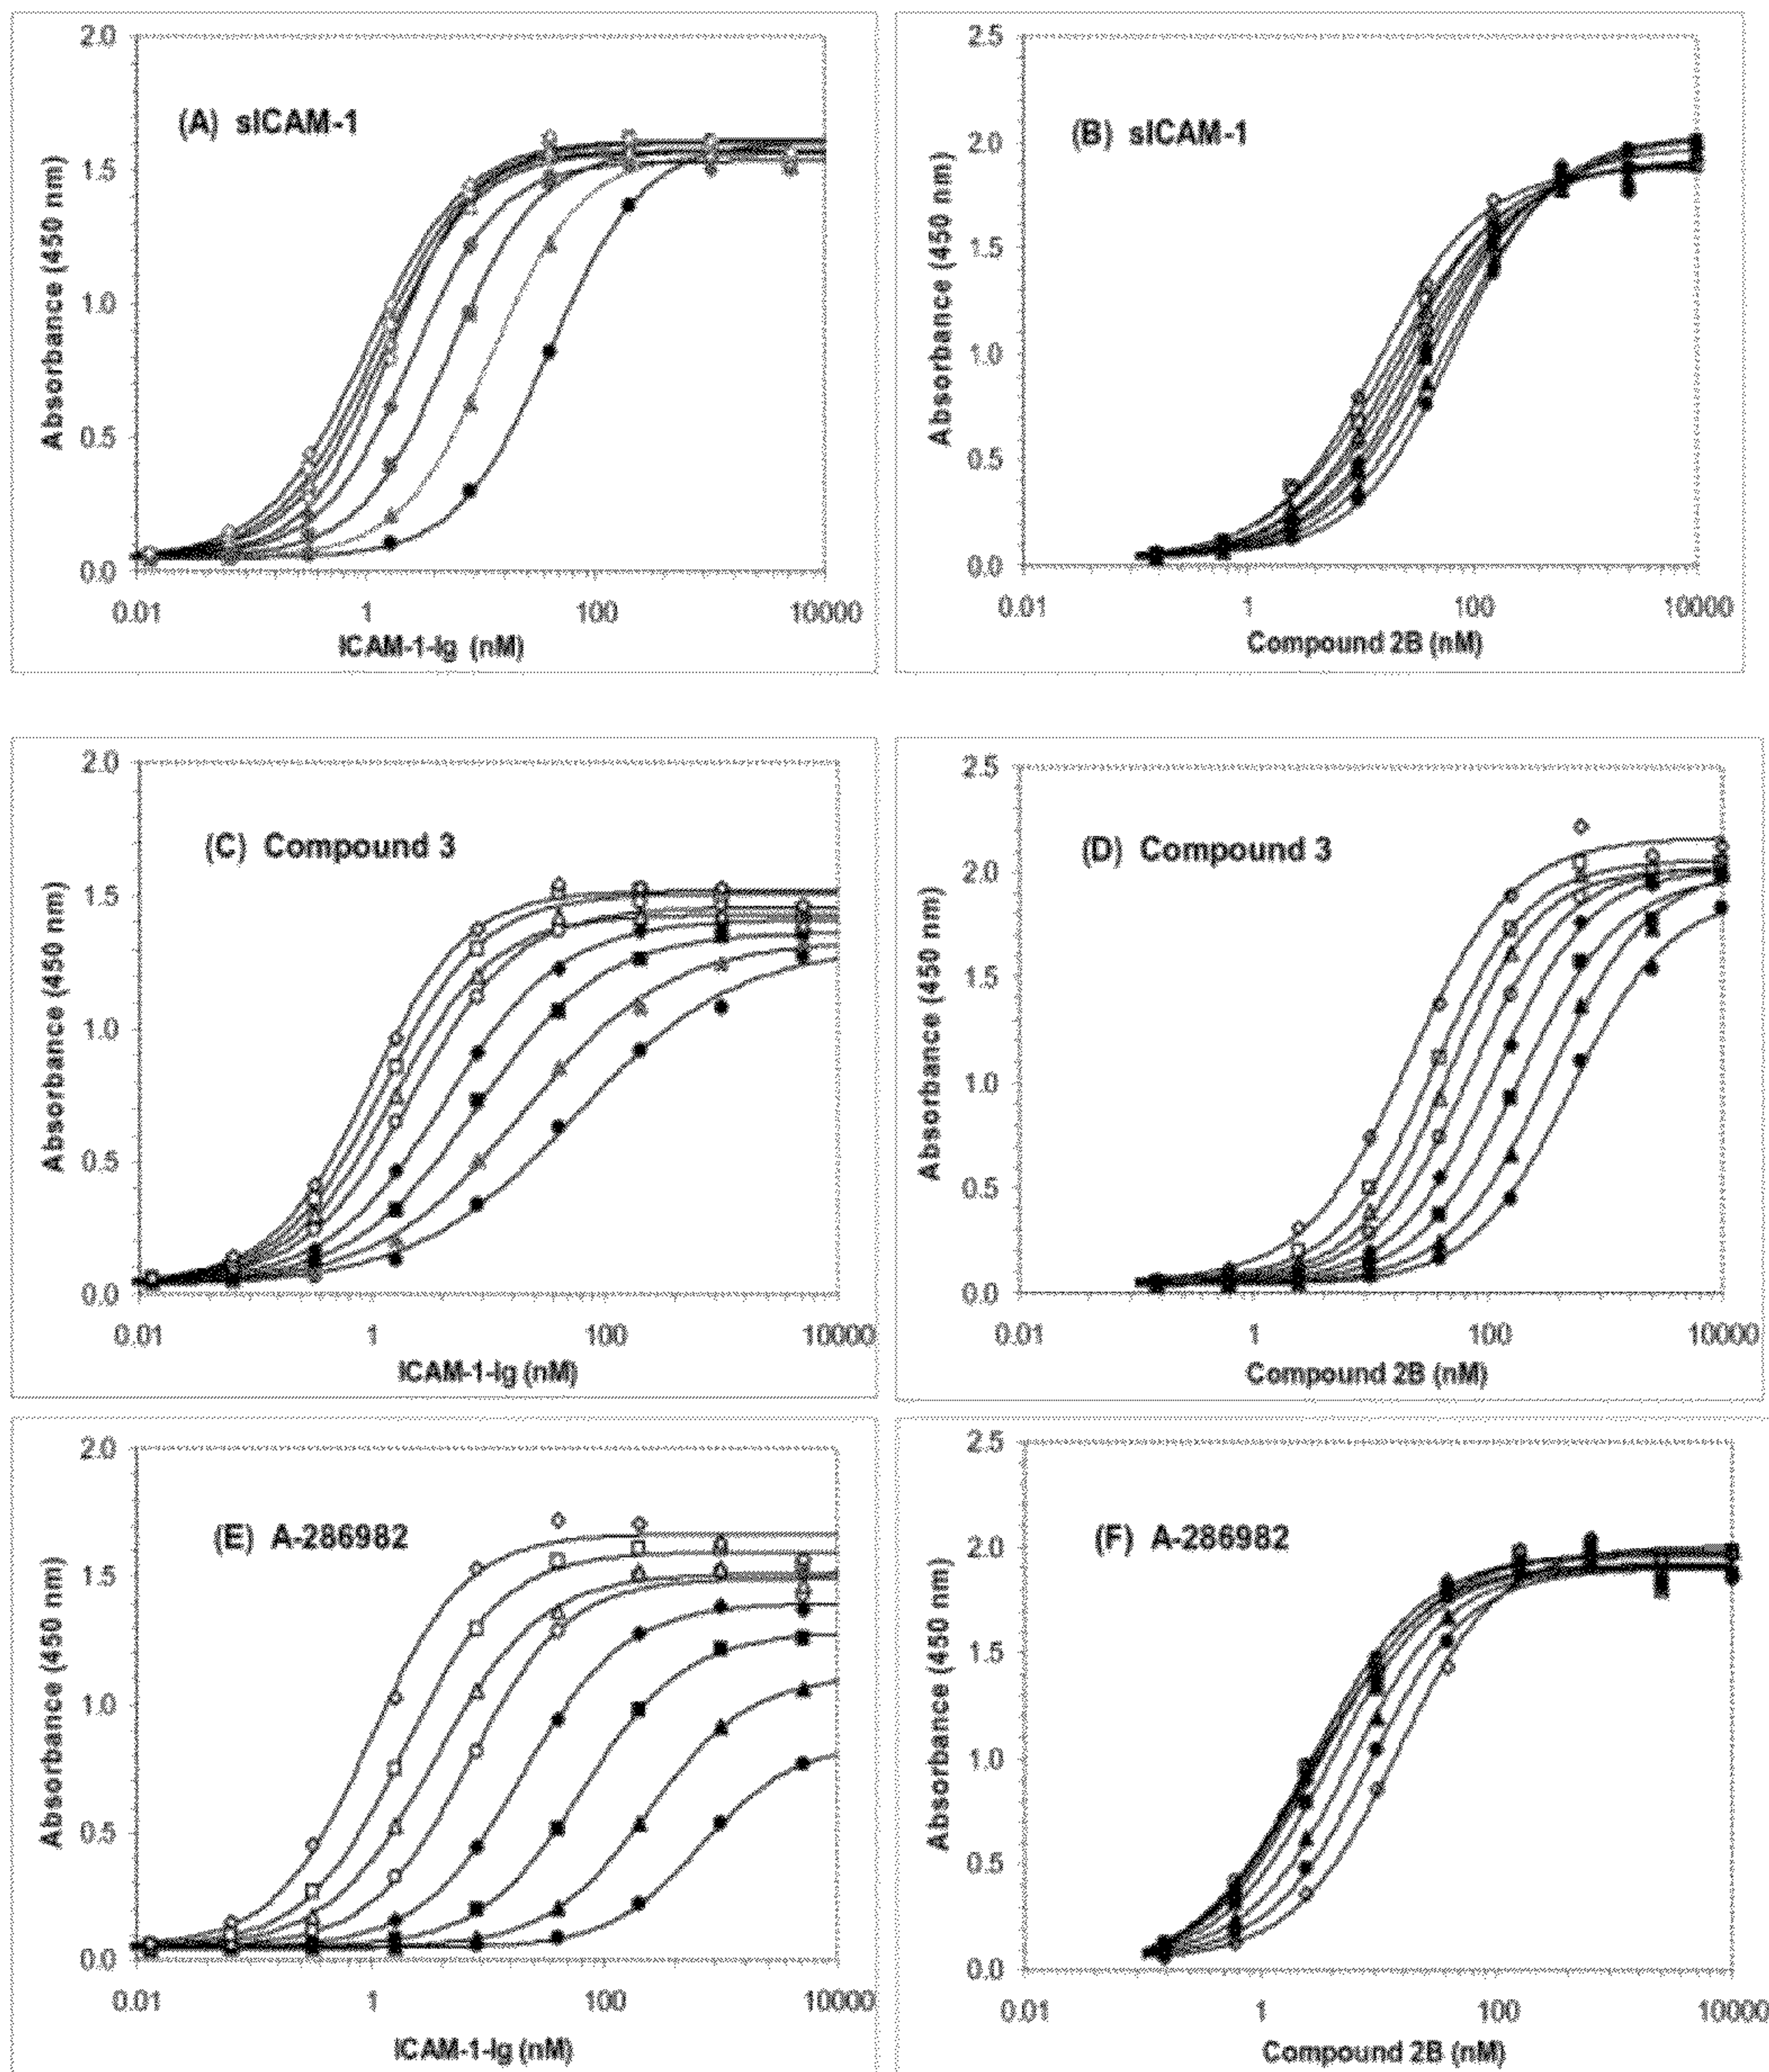 2.0
(A) sICAM-1
1.5
1.0
0.5
0.0
Absorbance (450 nm)
0.01 1 100 10000
ICAM-1-Ig (nM)
2.5
(B) sICAM-1
2.0
1.5
1.0
0.5
0.0
Absorbance (450 nm)
0.01 1 100 10000
Compound 2B (nM)
2.0
(C) Compound 3
1.5
1.0
0.5
0.0
Absorbance (450 nm)
0.01 1 100 10000
ICAM-1-Ig (nM)
2.5
(D) Compound 3
2.0
1.5
1.0
0.5
0.0
Absorbance (450 nm)
0.01 1 100 10000
Compound 2B (nM)
2.0
(E) A-286982
1.5
1.0
0.5
0.0
Absorbance (450 nm)
0.01 1 100 10000
ICAM-1-Ig (nM)
2.5
(F) A-286982
2.0
1.5
1.0
0.5
0.0
Absorbance (450 nm)
0.01 1 100 10000
Compound 2B (nM)